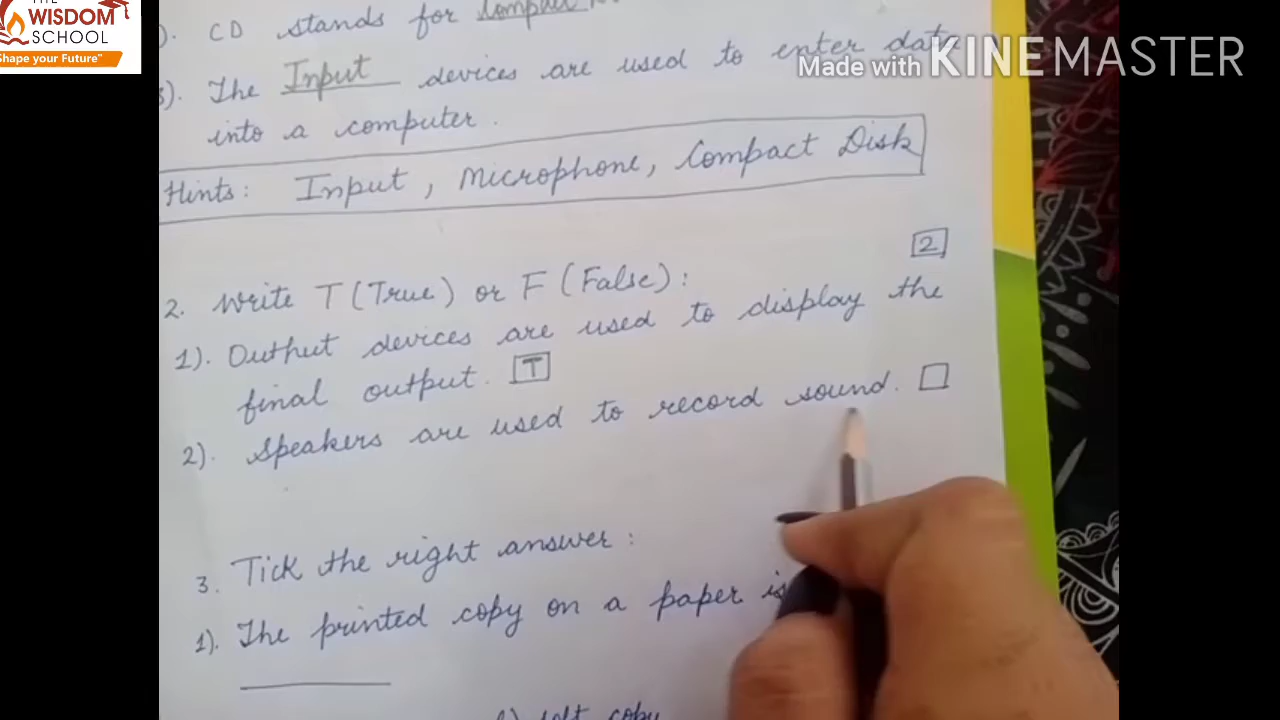 THE
WISDOM
SCHOOL
Shape your Future"
Made with KINEMASTER
). CD stands for Compact
3). The Input devices are used to enter data
into a computer.
Hints: Input, Microphone, Compact Disk
2
2. Write T (True) or F (False):
1). Outhut devices are used to display the
final output. T
2). Speakers are used to record sound.
3. Tick the right answer:
1). The printed copy on a paper is
copy